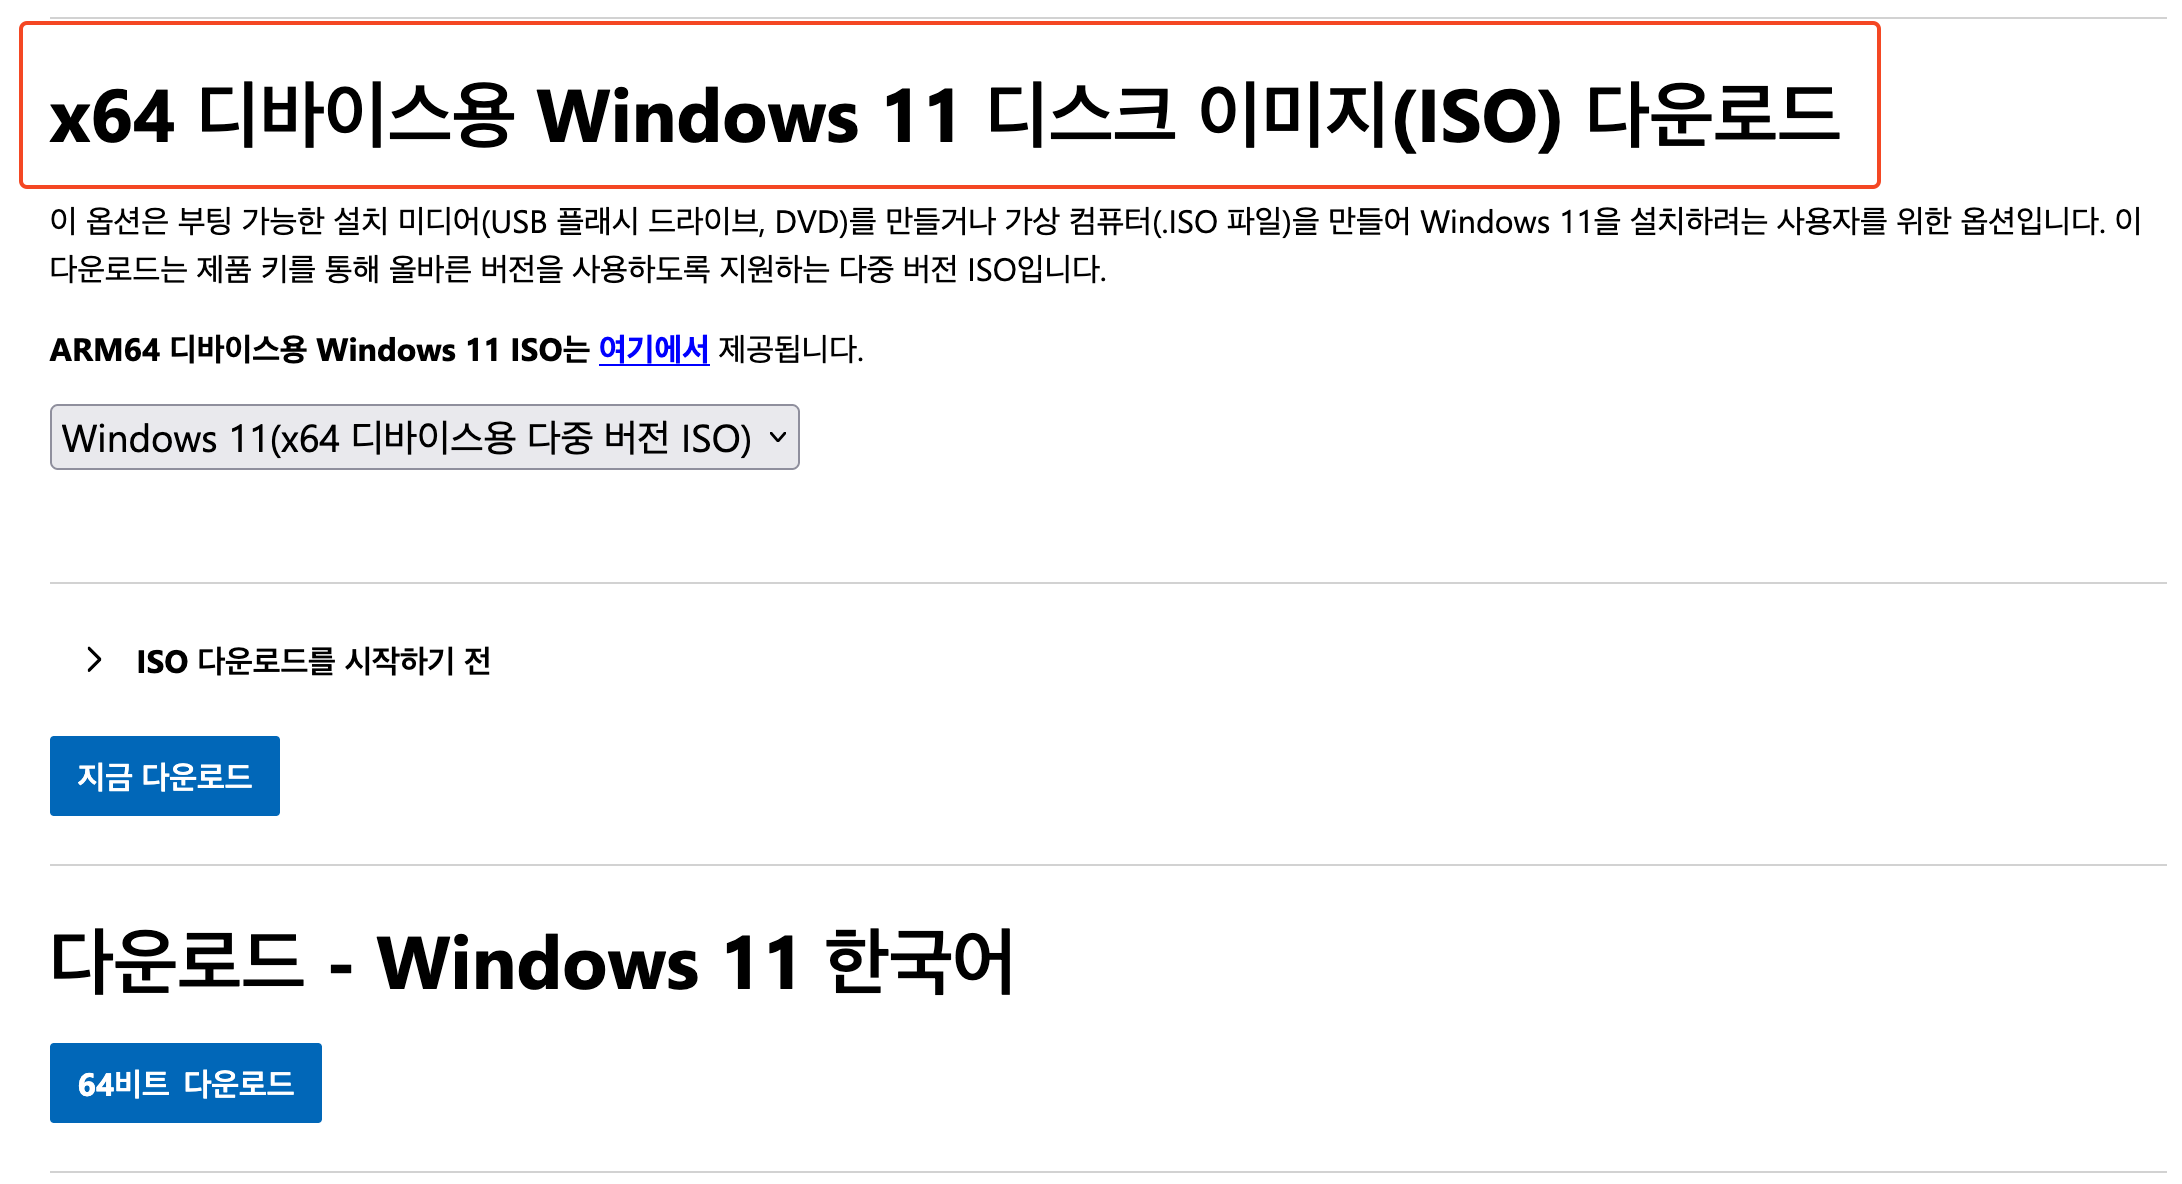 x64 디바이스용 Windows 11 디스크 이미지(ISO) 다운로드
이 옵션은 부팅 가능한 설치 미디어(USB 플래시 드라이브, DVD)를 만들거나 가상 컴퓨터(.ISO 파일)을 만들어 Windows 11을 설치하려는 사용자를 위한 옵션입니다. 이
다운로드는 제품 키를 통해 올바른 버전을 사용하도록 지원하는 다중 버전 ISO입니다.
ARM64 디바이스용 Windows 11 ISO는 여기에서 제공됩니다.
Windows 11(x64 디바이스용 다중 버전 ISO)
ISO 다운로드를 시작하기 전
지금 다운로드
다운로드 - Windows 11 한국어
64비트 다운로드